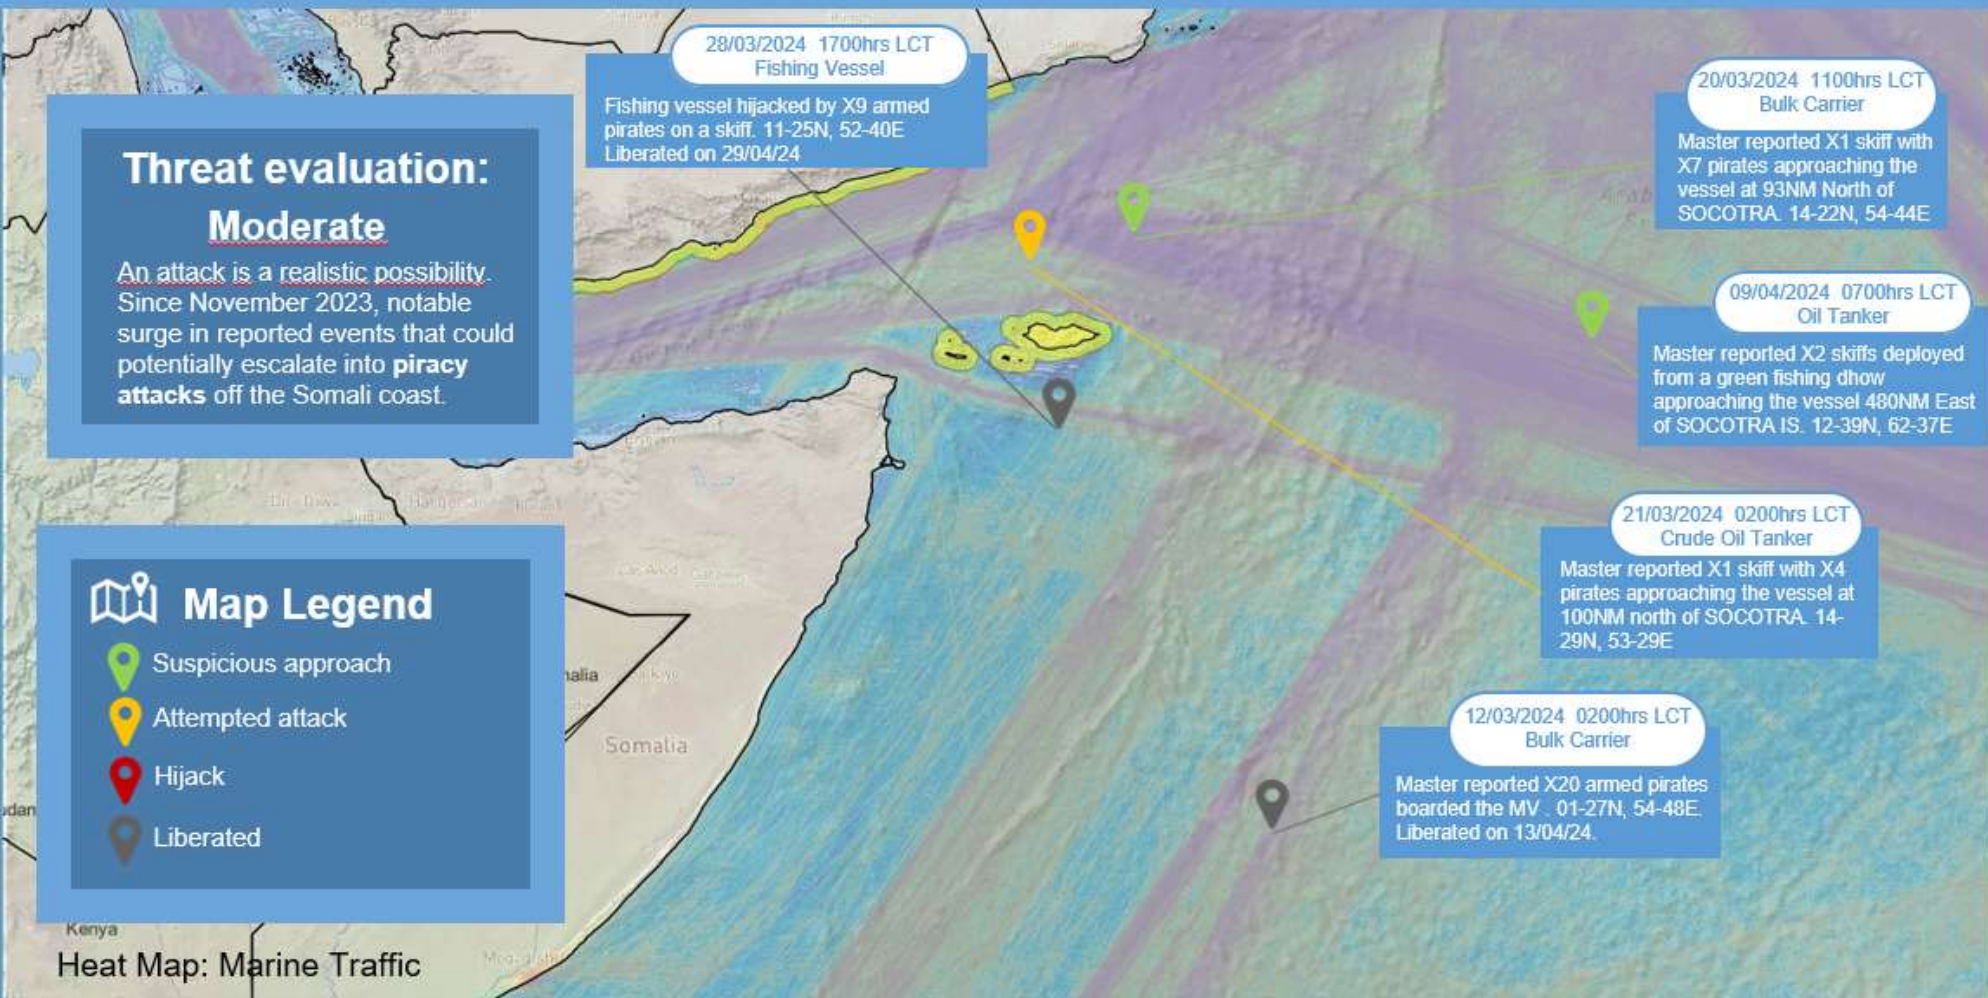 Threat evaluation:
Moderate
An attack is a realistic possibility.
Since November 2023, notable
surge in reported events that could
potentially escalate into piracy
attacks off the Somali coast.
28/03/2024 1700hrs LCT
Fishing Vessel
Fishing vessel hijacked by X9 armed
pirates on a skiff. 11-25N, 52-40E
Liberated on 29/04/24
20/03/2024 1100hrs LCT
Bulk Carrier
Master reported X1 skiff with
X7 pirates approaching the
vessel at 93NM North of
SOCOTRA. 14-22N, 54-44E
09/04/2024 0700hrs LCT
Oil Tanker
Master reported X2 skiffs deployed
from a green fishing dhow
approaching the vessel 480NM East
of SOCOTRA IS. 12-39N, 62-37E
21/03/2024 0200hrs LCT
Crude Oil Tanker
Master reported X1 skiff with X4
pirates approaching the vessel at
100NM north of SOCOTRA. 14-
29N, 53-29E
12/03/2024 0200hrs LCT
Bulk Carrier
Master reported X20 armed pirates
boarded the MV . 01-27N, 54-48E.
Liberated on 13/04/24.
Map Legend
Suspicious approach
Attempted attack
Hijack
Liberated
Somalia
Kenya
Heat Map: Marine Traffic